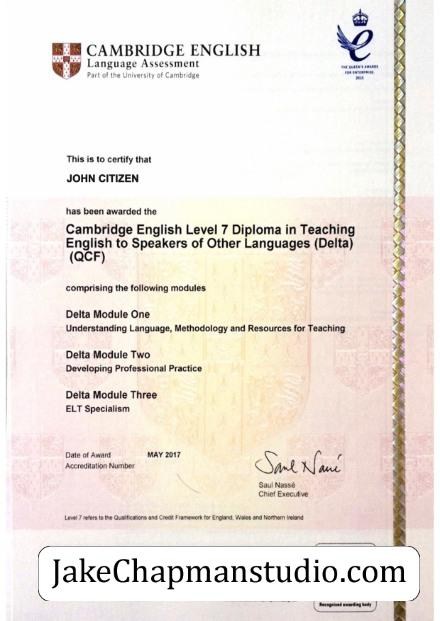 CAMBRIDGE ENGLISH
Language Assessment
Part of the University of Cambridge
THE QUEEN'S AWARDS
FOR ENTERPRISE
This is to certify that
JOHN CITIZEN
has been awarded the
Cambridge English Level 7 Diploma in Teaching
English to Speakers of Other Languages (Delta)
(QCF)
comprising the following modules
Delta Module One
Understanding Language, Methodology and Resources for Teaching
Delta Module Two
Developing Professional Practice
Delta Module Three
ELT Specialism
Date of Award MAY 2017
Accreditation Number
Saul Nassé
Saul Nassé
Chief Executive
Level 7 refers to the Qualifications and Credit Framework for England, Wales and Northern Ireland
JakeChapmanstudio.com
Recognised awarding body